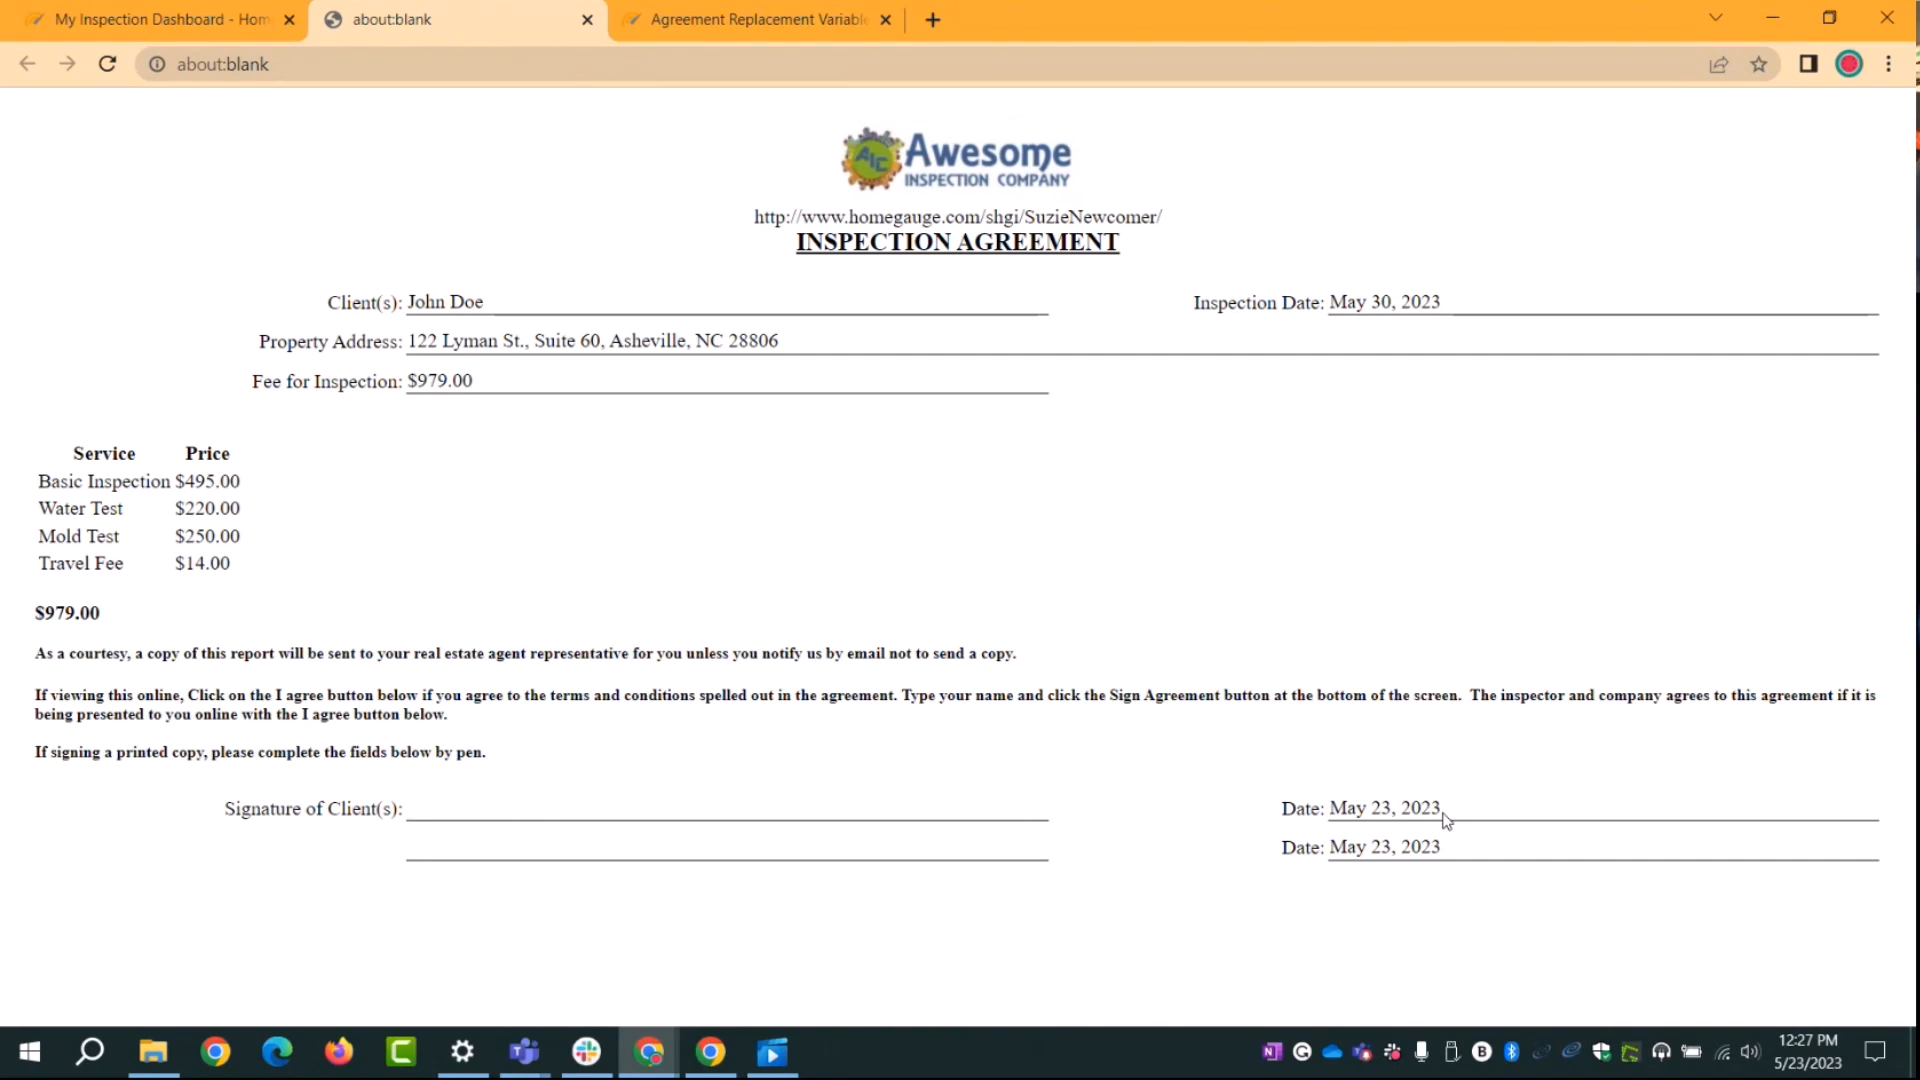 My Inspection Dashboard - Hom
about:blank
Agreement Replacement Variabl
about:blank
AIC
Awesome
INSPECTION COMPANY
http://www.homegauge.com/shgi/SuzieNewcomer/
INSPECTION AGREEMENT
Client(s): John Doe
Inspection Date: May 30, 2023
Property Address: 122 Lyman St., Suite 60, Asheville, NC 28806
Fee for Inspection: $979.00
Service Price
Basic Inspection $495.00
Water Test $220.00
Mold Test $250.00
Travel Fee $14.00
$979.00
As a courtesy, a copy of this report will be sent to your real estate agent representative for you unless you notify us by email not to send a copy.
If viewing this online, Click on the I agree button below if you agree to the terms and conditions spelled out in the agreement. Type your name and click the Sign Agreement button at the bottom of the screen. The inspector and company agrees to this agreement if it is
being presented to you online with the I agree button below.
If signing a printed copy, please complete the fields below by pen.
Signature of Client(s):
Date: May 23, 2023
Date: May 23, 2023
12:27 PM
5/23/2023